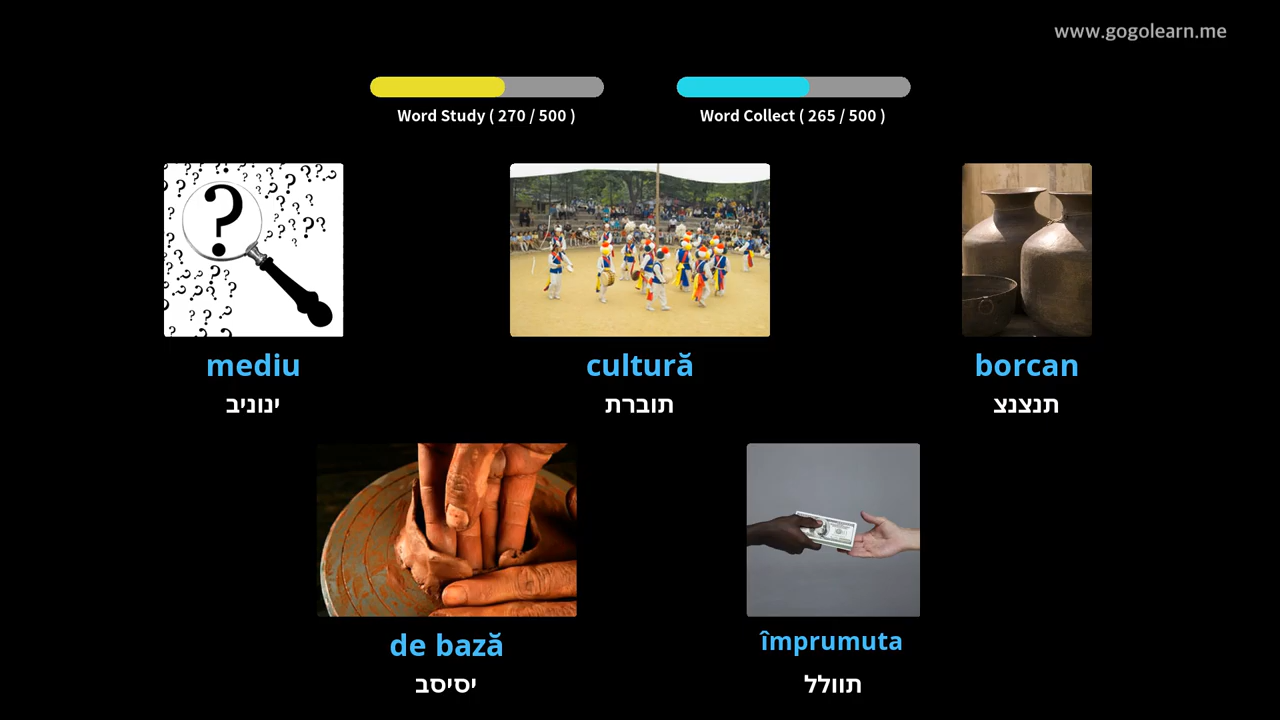 www.gogolearn.me
Word Study ( 270 / 500 )
Word Collect ( 265 / 500 )
mediu
ינוניב
cultură
תוברת
borcan
תנצנצ
de bază
יסיסב
împrumuta
תוולל